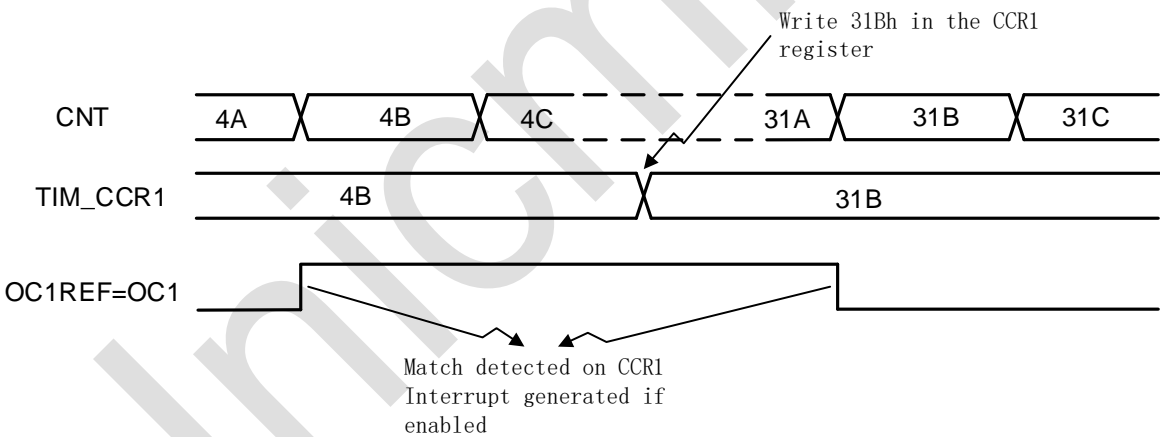 Write 31Bh in the CCR1
register
CNT 4A 4B 4C 31A 31B 31C
TIM_CCR1 4B 31B
OC1REF=OC1
Match detected on CCR1
Interrupt generated if
enabled